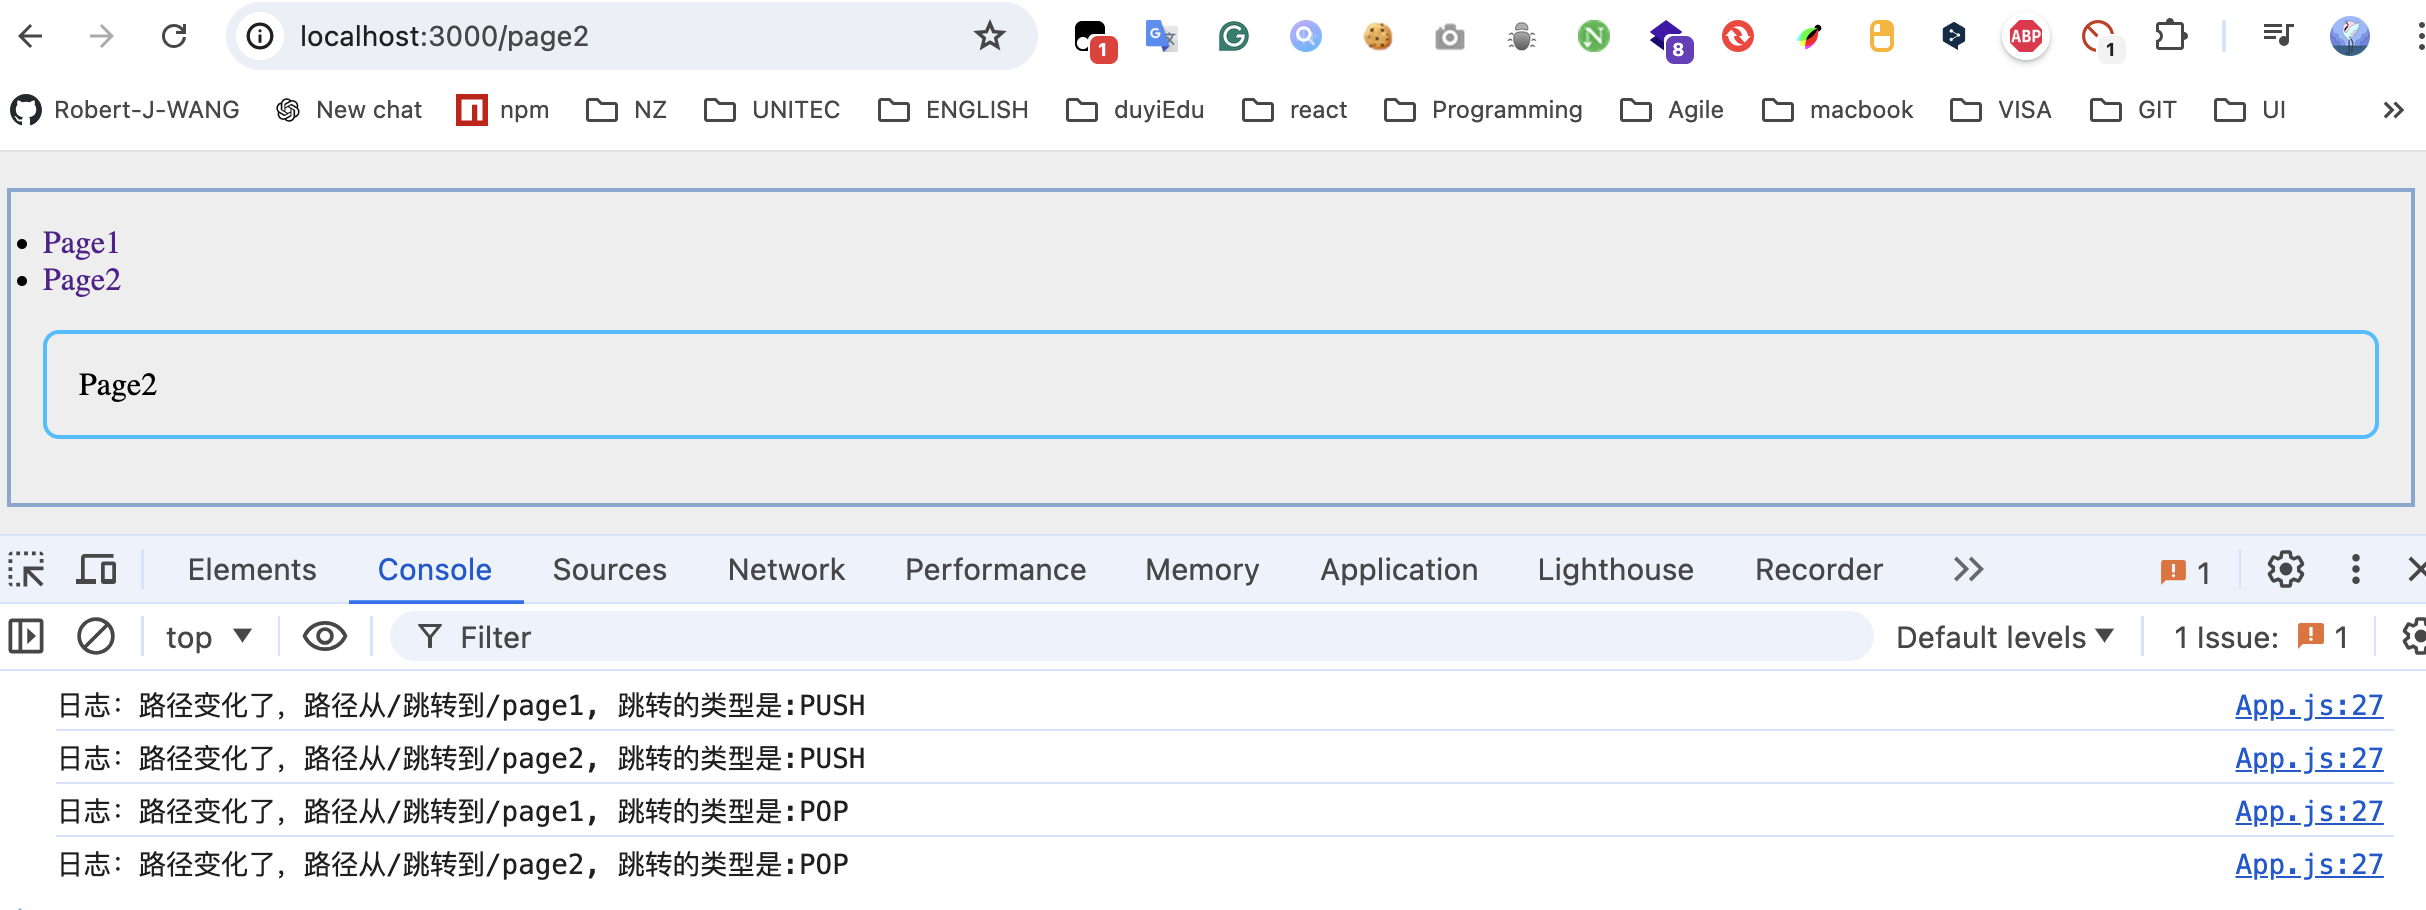 localhost:3000/page2
1
8
ABP
1
Robert-J-WANG New chat npm NZ UNITEC ENGLISH duyiEdu react Programming Agile macbook VISA GIT UI
Page1
Page2
Page2
Elements Console Sources Network Performance Memory Application Lighthouse Recorder 1
top Filter Default levels 1 Issue: 1
日志：路径变化了，路径从/跳转到/page1, 跳转的类型是:PUSH App.js:27
日志：路径变化了，路径从/跳转到/page2, 跳转的类型是:PUSH App.js:27
日志：路径变化了，路径从/跳转到/page1, 跳转的类型是:POP App.js:27
日志：路径变化了，路径从/跳转到/page2, 跳转的类型是:POP App.js:27